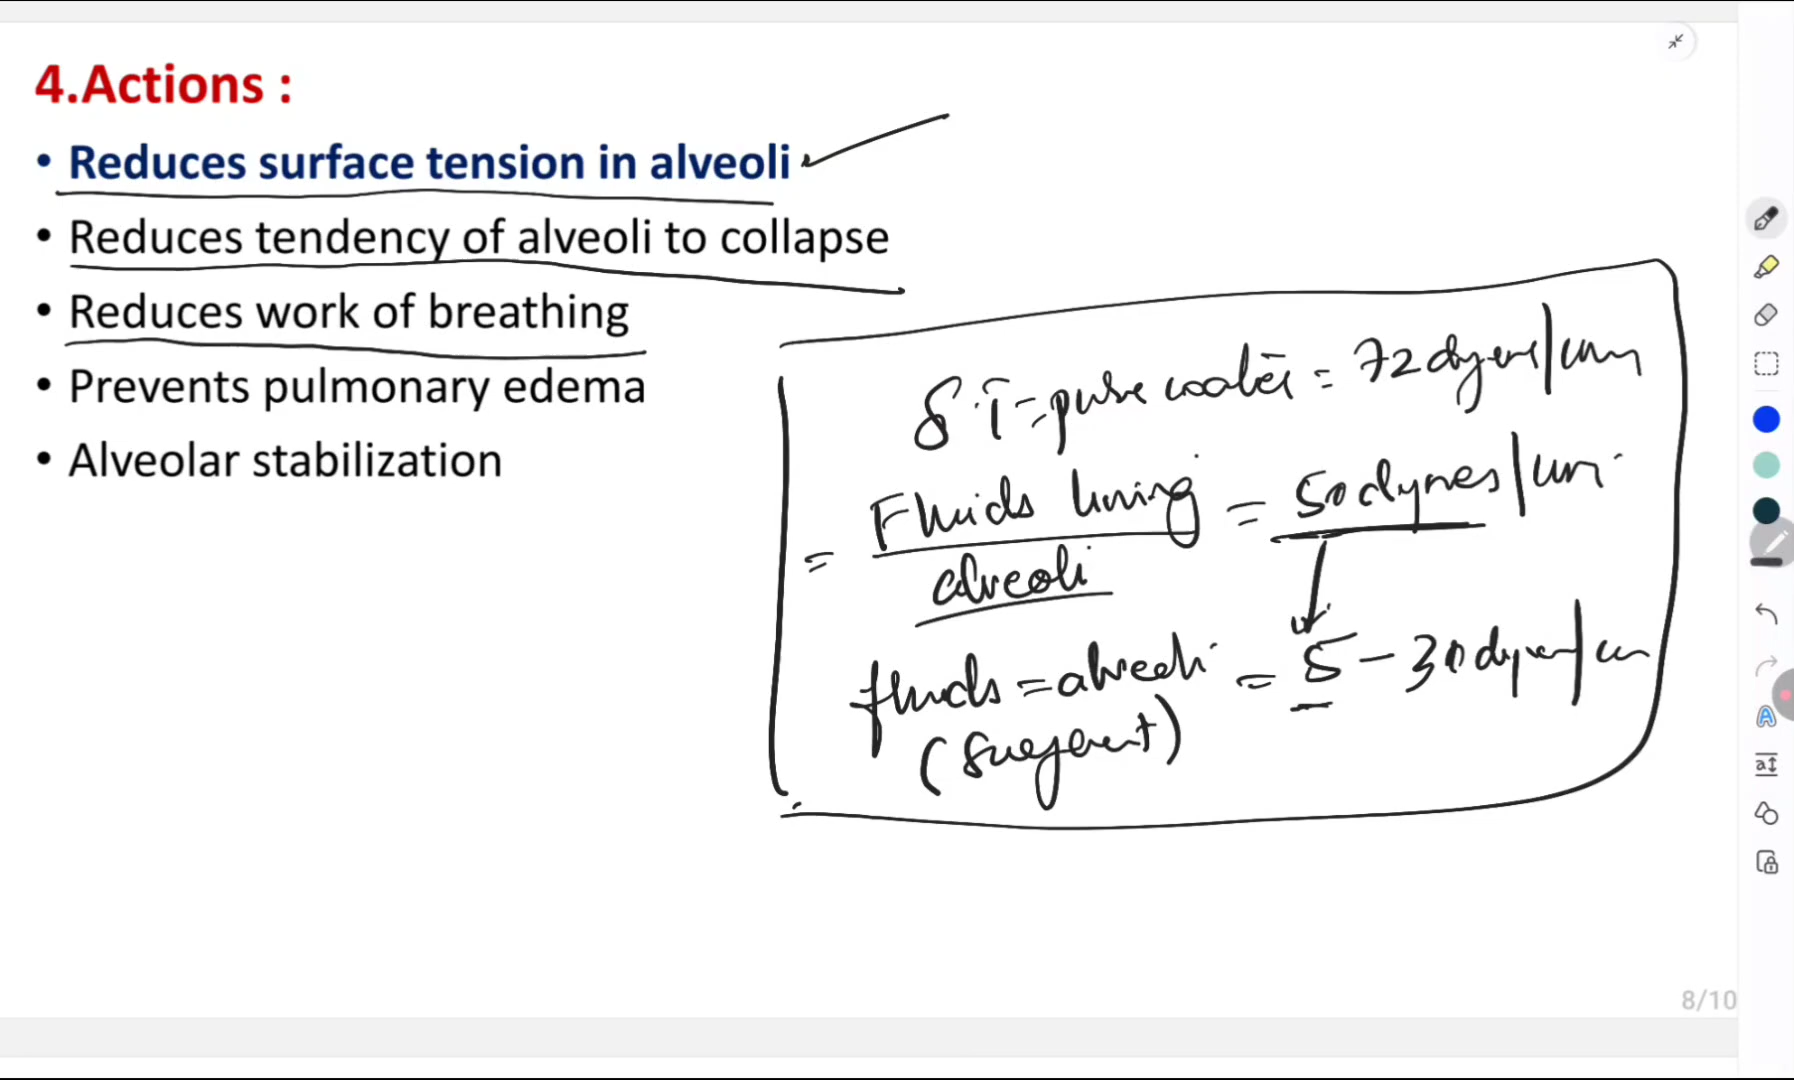 4.Actions :
• Reduces surface tension in alveoli
• Reduces tendency of alveoli to collapse
• Reduces work of breathing
• Prevents pulmonary edema
• Alveolar stabilization
S.T = pure water = 72 dynes/cm
= Fluids lining = 50 dynes/cm
alveoli
fluids = alveoli = 5 - 30 dynes/cm
(Surfactant)
8/10